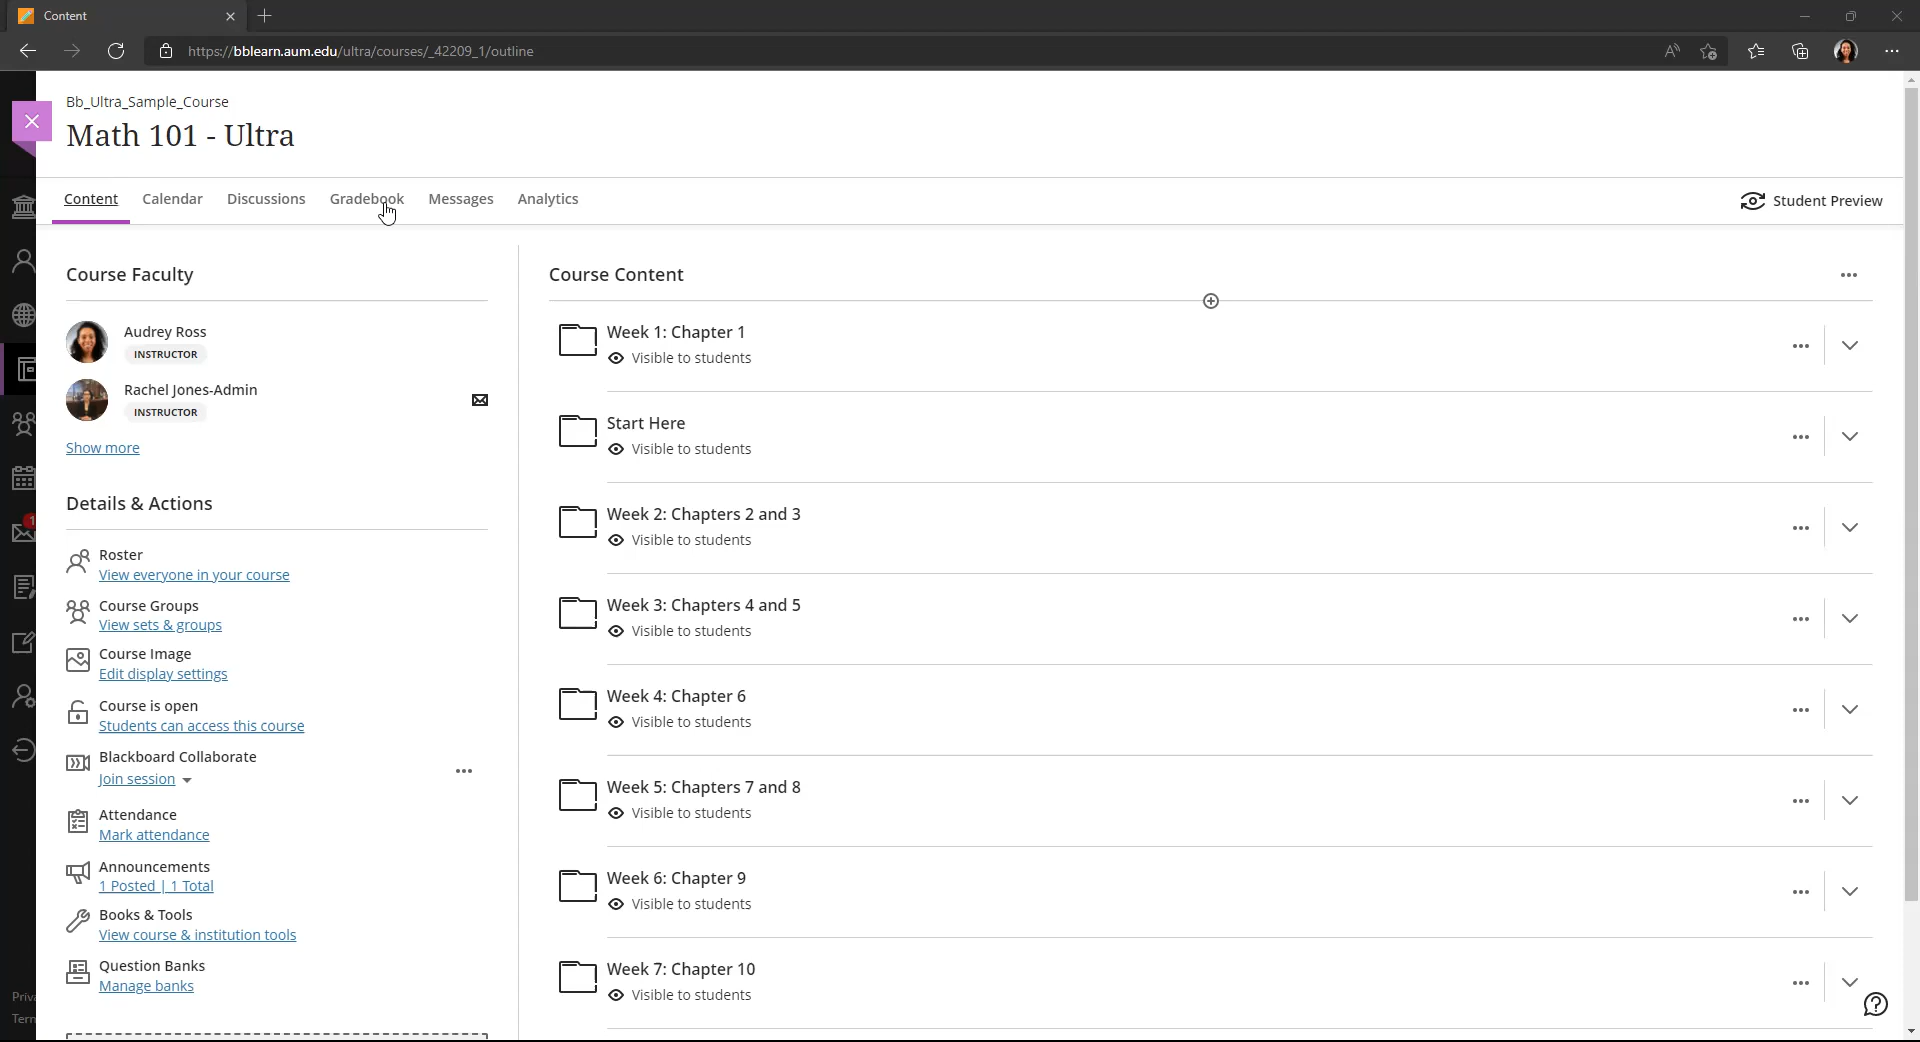 Content
https://bblearn.aum.edu/ultra/courses/_42209_1/outline
Bb_Ultra_Sample_Course
Math 101 - Ultra
Content Calendar Discussions Gradebook Messages Analytics
Student Preview
Course Faculty
Audrey Ross
INSTRUCTOR
Rachel Jones-Admin
INSTRUCTOR
Show more
Details & Actions
Roster
View everyone in your course
Course Groups
View sets & groups
Course Image
Edit display settings
Course is open
Students can access this course
Blackboard Collaborate
Join session
Attendance
Mark attendance
Announcements
1 Posted | 1 Total
Books & Tools
View course & institution tools
Question Banks
Manage banks
Course Content
Week 1: Chapter 1
Visible to students
Start Here
Visible to students
Week 2: Chapters 2 and 3
Visible to students
Week 3: Chapters 4 and 5
Visible to students
Week 4: Chapter 6
Visible to students
Week 5: Chapters 7 and 8
Visible to students
Week 6: Chapter 9
Visible to students
Week 7: Chapter 10
Visible to students
1
Priva
Term